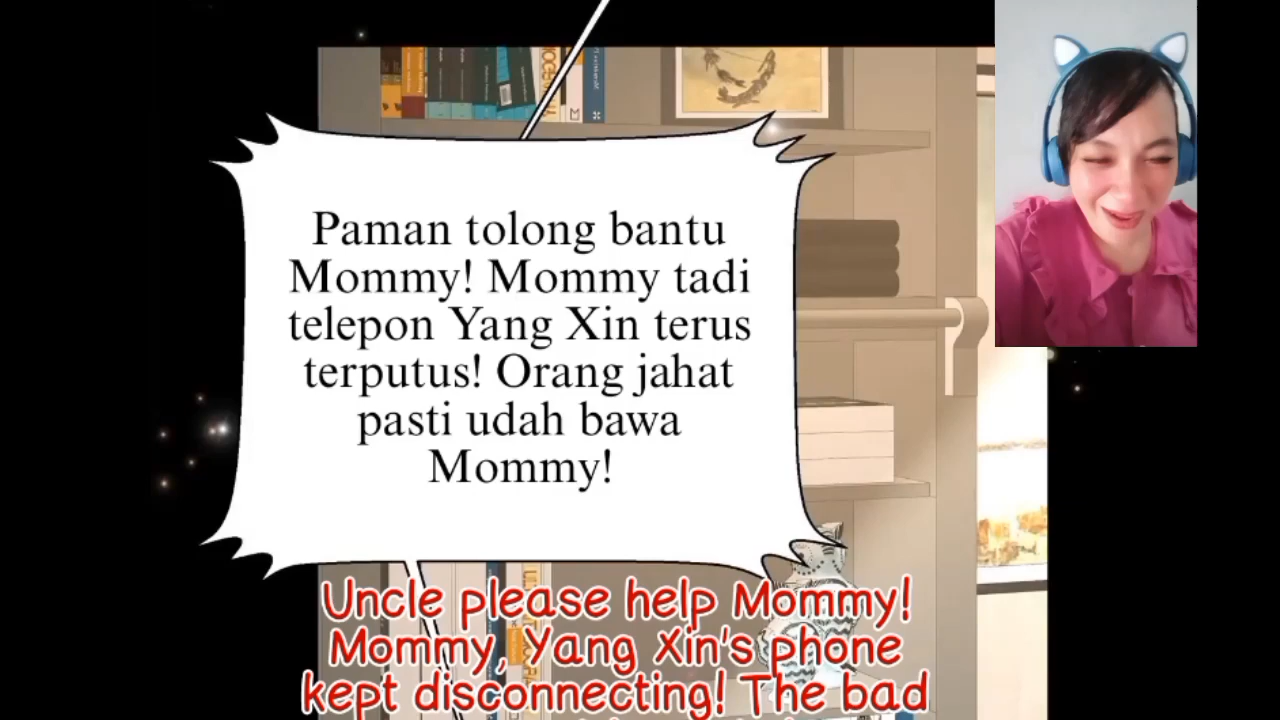 Paman tolong bantu
Mommy! Mommy tadi
telepon Yang Xin terus
terputus! Orang jahat
pasti udah bawa
Mommy!
Uncle please help Mommy!
Mommy, Yang Xin's phone
kept disconnecting! The bad